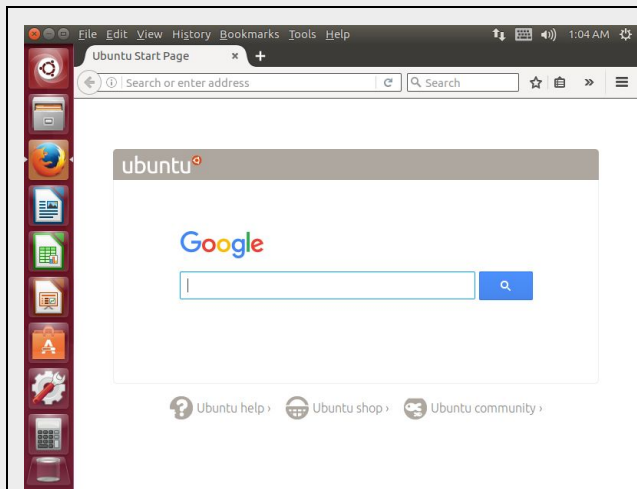 File Edit View History Bookmarks Tools Help 1:04 AM
Ubuntu Start Page × +
Search or enter address Search »
ubuntu
Google
Ubuntu help › Ubuntu shop › Ubuntu community ›